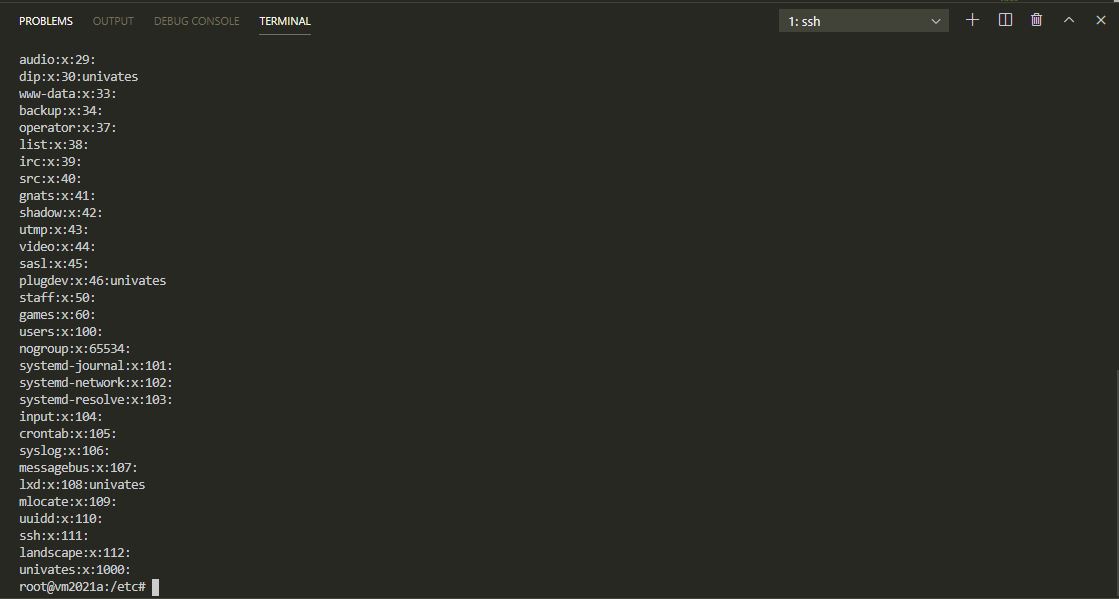 PROBLEMS OUTPUT DEBUG CONSOLE TERMINAL 1: ssh
audio:x:29:
dip:x:30:univates
www-data:x:33:
backup:x:34:
operator:x:37:
list:x:38:
irc:x:39:
src:x:40:
gnats:x:41:
shadow:x:42:
utmp:x:43:
video:x:44:
sasl:x:45:
plugdev:x:46:univates
staff:x:50:
games:x:60:
users:x:100:
nogroup:x:65534:
systemd-journal:x:101:
systemd-network:x:102:
systemd-resolve:x:103:
input:x:104:
crontab:x:105:
syslog:x:106:
messagebus:x:107:
lxd:x:108:univates
mlocate:x:109:
uuidd:x:110:
ssh:x:111:
landscape:x:112:
univates:x:1000:
root@vm2021a:/etc#